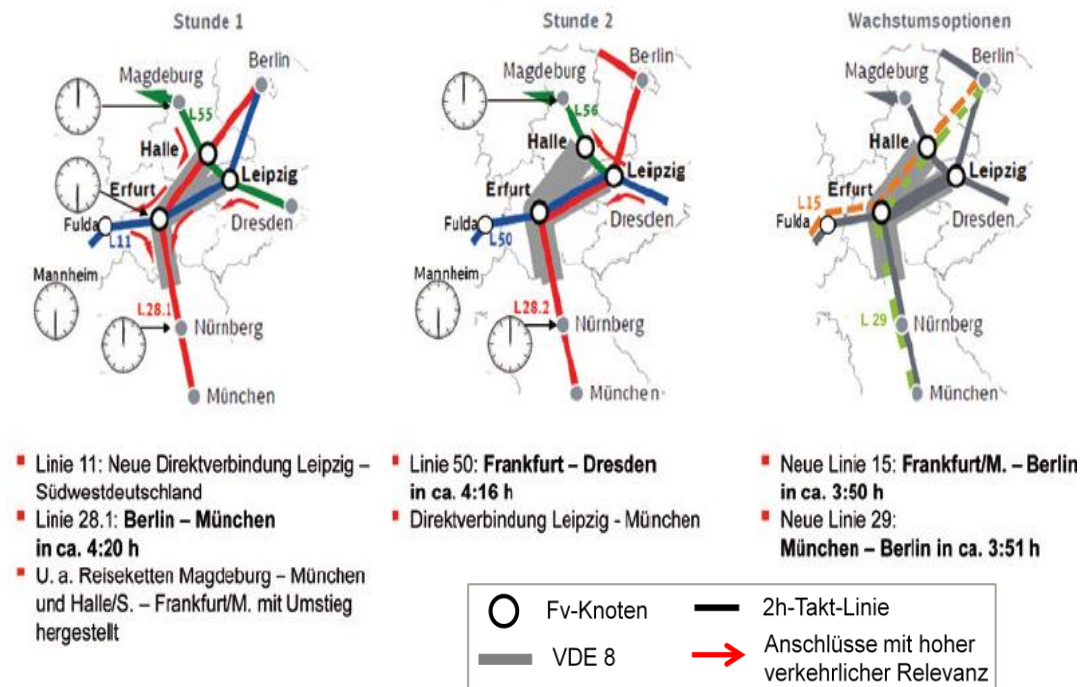 Stunde 1
Magdeburg
Berlin
L55
Halle
Leipzig
Erfurt
Fulda
L11
Dresden
Mannheim
L28.1
Nürnberg
München
Stunde 2
Magdeburg
Berlin
L56
Halle
Leipzig
Erfurt
Fulda
L50
Dresden
Mannheim
L28.2
Nürnberg
München
Wachstumsoptionen
Berlin
Magdeburg
Halle
Leipzig
Erfurt
L15
Fulda
Dresden
L 29
Nürnberg
München
Linie 11: Neue Direktverbindung Leipzig –
Südwestdeutschland
Linie 28.1: Berlin – München
in ca. 4:20 h
U. a. Reiseketten Magdeburg – München
und Halle/S. – Frankfurt/M. mit Umstieg
hergestellt
Linie 50: Frankfurt – Dresden
in ca. 4:16 h
Direktverbindung Leipzig - München
Neue Linie 15: Frankfurt/M. – Berlin
in ca. 3:50 h
Neue Linie 29:
München – Berlin in ca. 3:51 h
Fv-Knoten
2h-Takt-Linie
VDE 8
Anschlüsse mit hoher
verkehrlicher Relevanz